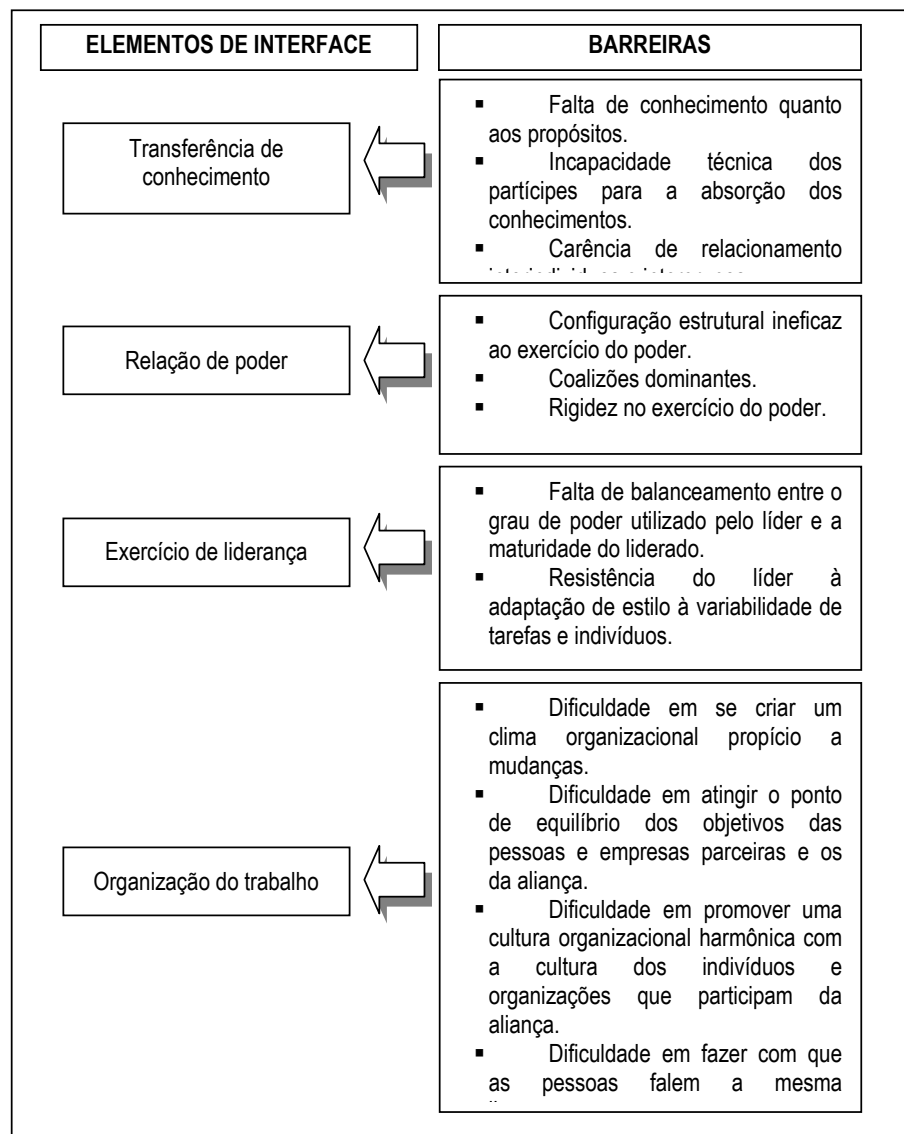 ELEMENTOS DE INTERFACE
BARREIRAS
Transferência de
conhecimento
▪ Falta de conhecimento quanto
aos propósitos.
▪ Incapacidade técnica dos
partícipes para a absorção dos
conhecimentos.
▪ Carência de relacionamento
Relação de poder
▪ Configuração estrutural ineficaz
ao exercício do poder.
▪ Coalizões dominantes.
▪ Rigidez no exercício do poder.
Exercício de liderança
▪ Falta de balanceamento entre o
grau de poder utilizado pelo líder e a
maturidade do liderado.
▪ Resistência do líder à
adaptação de estilo à variabilidade de
tarefas e indivíduos.
Organização do trabalho
▪ Dificuldade em se criar um
clima organizacional propício a
mudanças.
▪ Dificuldade em atingir o ponto
de equilíbrio dos objetivos das
pessoas e empresas parceiras e os
da aliança.
▪ Dificuldade em promover uma
cultura organizacional harmônica com
a cultura dos indivíduos e
organizações que participam da
aliança.
▪ Dificuldade em fazer com que
as pessoas falem a mesma